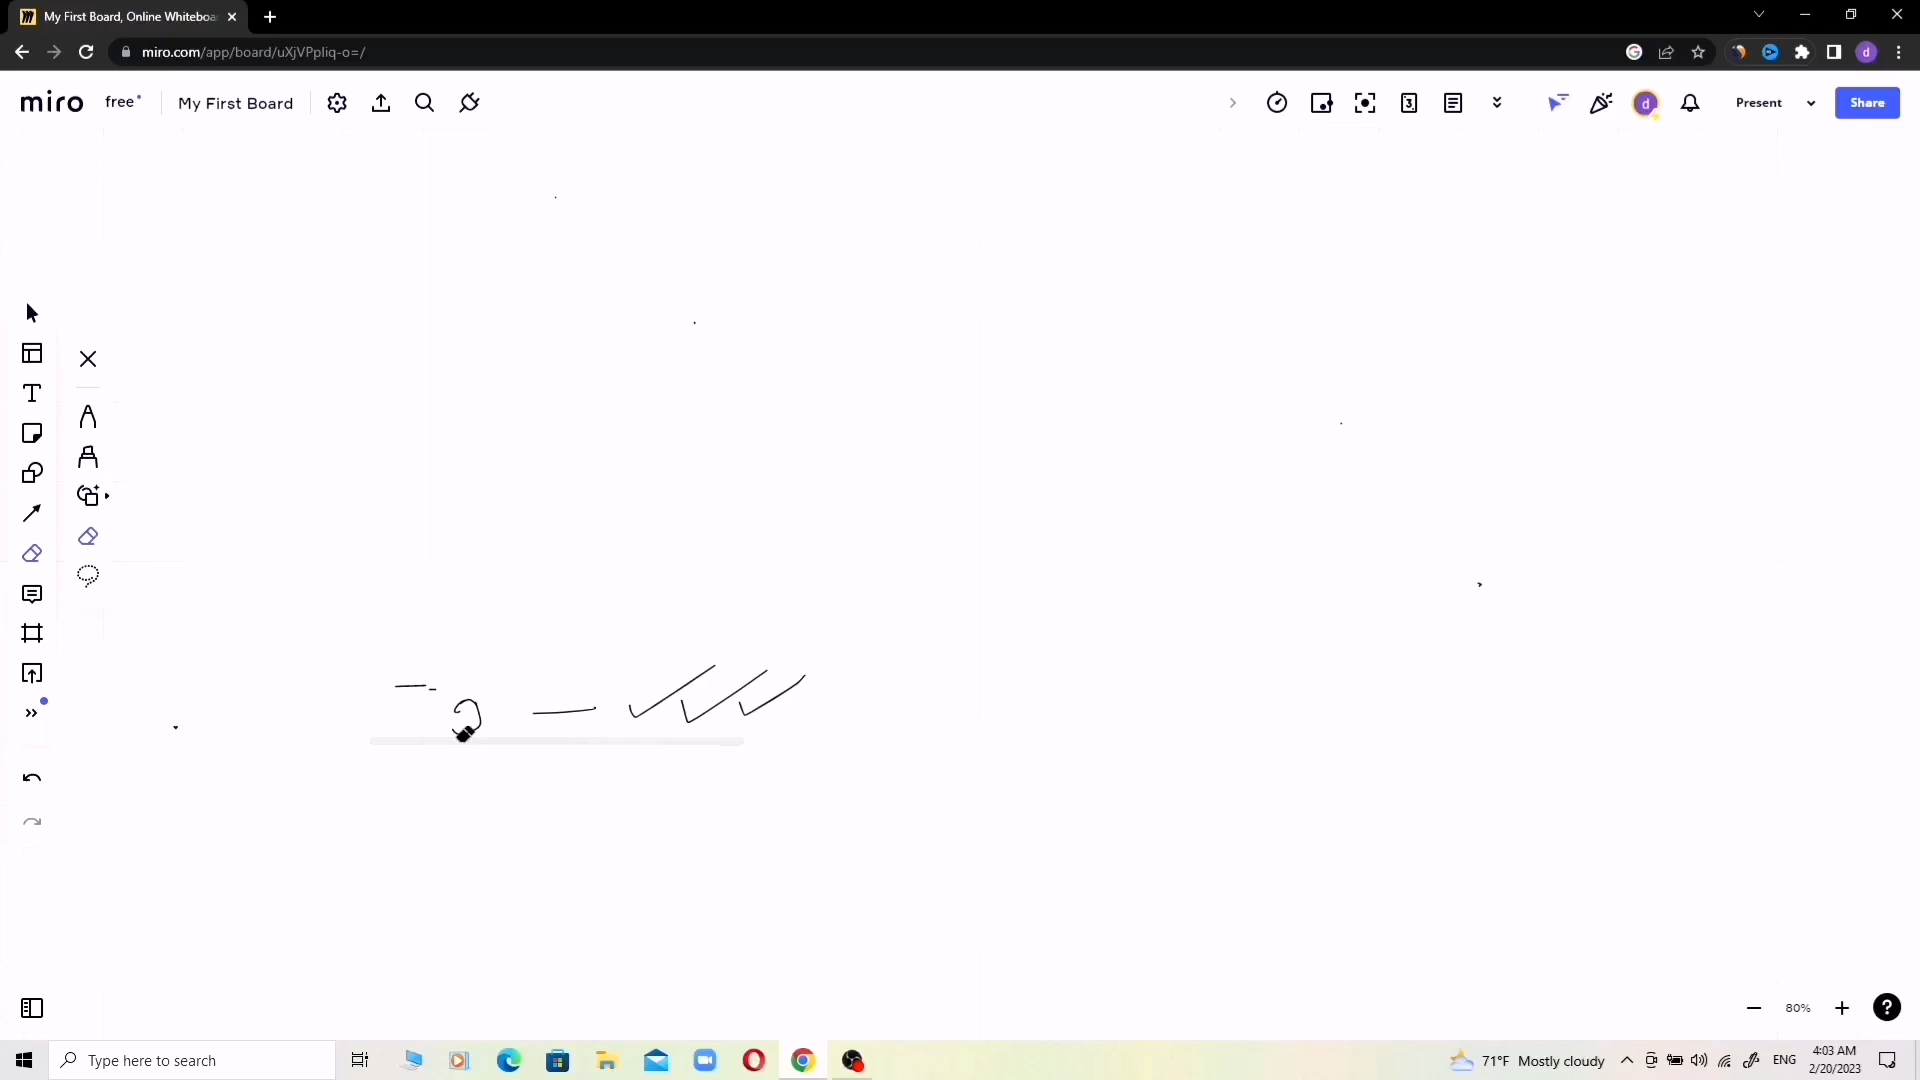 My First Board, Online Whiteboa
miro.com/app/board/uXjVPpliq-o=/
miro free My First Board
3
d Present Share
80%
Type here to search
71°F Mostly cloudy ENG 4:03 AM
2/20/2023